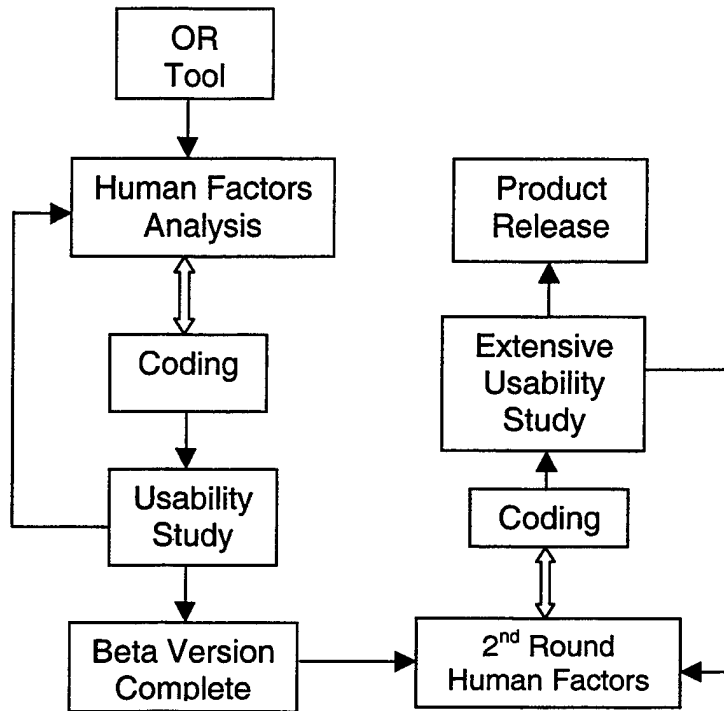 OR
Tool
Human Factors
Analysis
Coding
Usability
Study
Beta Version
Complete
Product
Release
Extensive
Usability
Study
Coding
2nd Round
Human Factors